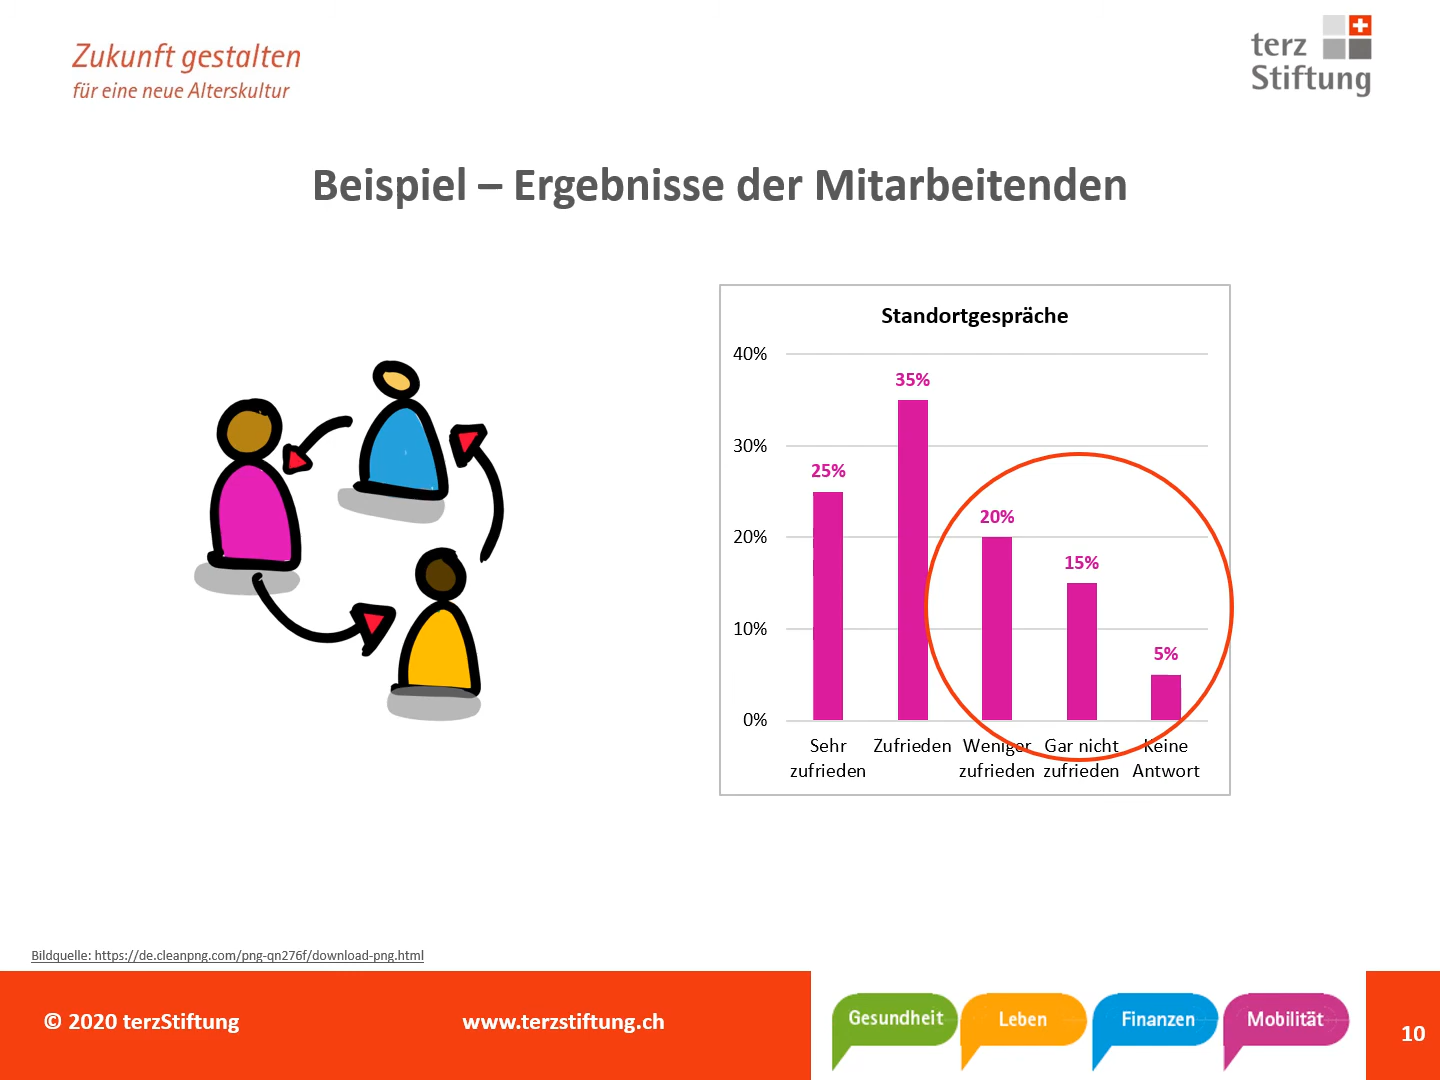 Zukunft gestalten
für eine neue Alterskultur
terz
Stiftung
Beispiel – Ergebnisse der Mitarbeitenden
Standortgespräche
40%
30%
20%
10%
0%
25%
35%
20%
15%
5%
Sehr zufrieden
Zufrieden
Weniger zufrieden
Gar nicht zufrieden
Keine Antwort
Bildquelle: https://de.cleanpng.com/png-qn276f/download-png.html
© 2020 terzStiftung
www.terzstiftung.ch
Gesundheit
Leben
Finanzen
Mobilität
10